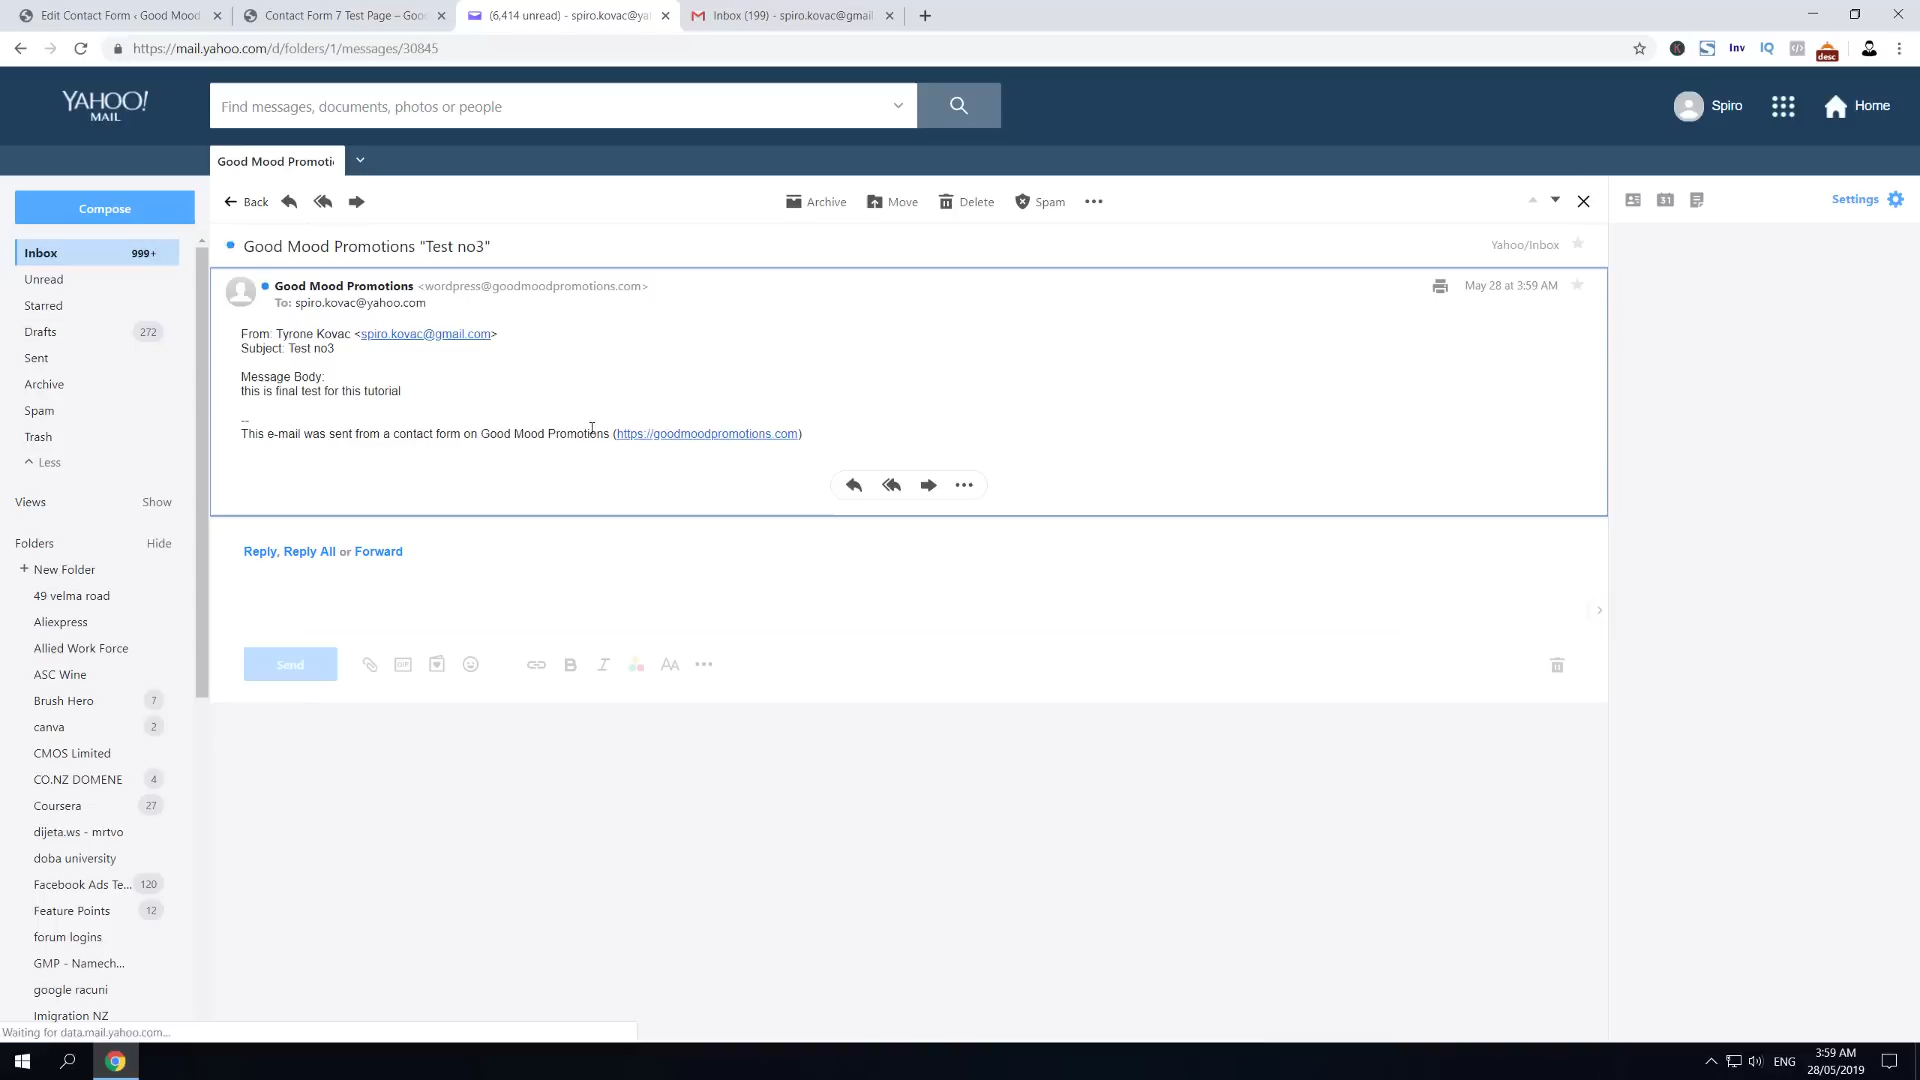 Edit Contact Form ‹ Good Mood
Contact Form 7 Test Page – Goo
(6,414 unread) - spiro.kovac@ya
Inbox (199) - spiro.kovac@gmail
https://mail.yahoo.com/d/folders/1/messages/30845
Inv
IQ
desc
YAHOO!
MAIL
Find messages, documents, photos or people
Spiro
Home
Good Mood Promoti
Compose
Back
Archive
Move
Delete
Spam
31
Settings
Good Mood Promotions "Test no3"
Yahoo/Inbox
Inbox 999+
Unread
Starred
Drafts 272
Sent
Archive
Spam
Trash
Less
Views Show
Folders Hide
+ New Folder
49 velma road
Aliexpress
Allied Work Force
ASC Wine
Brush Hero 7
canva 2
CMOS Limited
CO.NZ DOMENE 4
Coursera 27
dijeta.ws - mrtvo
doba university
Facebook Ads Te... 120
Feature Points 12
forum logins
GMP - Namech...
google racuni
Imigration NZ
Good Mood Promotions <wordpress@goodmoodpromotions.com>
May 28 at 3:59 AM
To: spiro.kovac@yahoo.com
From: Tyrone Kovac <spiro.kovac@gmail.com>
Subject: Test no3
Message Body:
this is final test for this tutorial
--
This e-mail was sent from a contact form on Good Mood Promotions (https://goodmoodpromotions.com)
Reply, Reply All or Forward
Send
GIF
B
I
AA
Waiting for data.mail.yahoo.com...
ENG
3:59 AM
28/05/2019